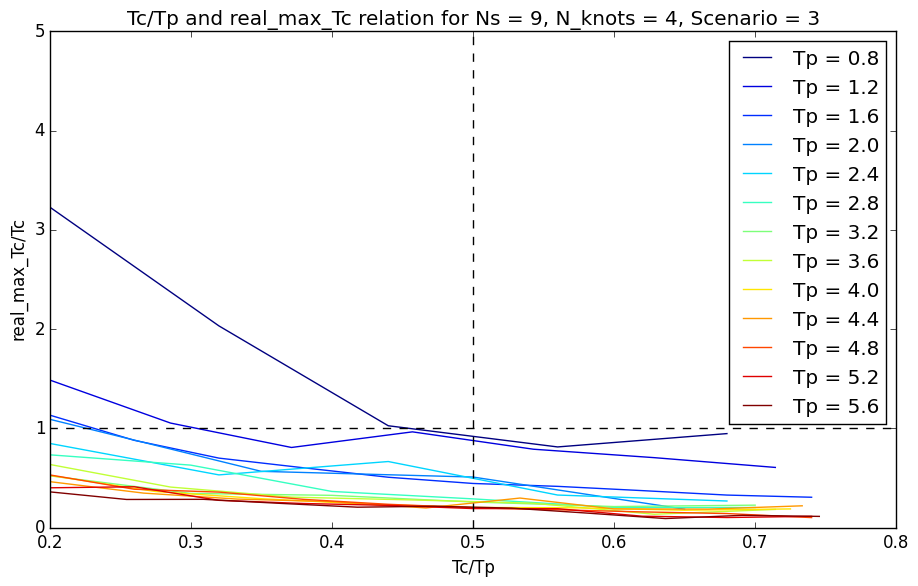 Tc/Tp and real_max_Tc relation for Ns = 9, N_knots = 4, Scenario = 3
5
4
3
2
1
0
real_max_Tc/Tc
Tp = 0.8
Tp = 1.2
Tp = 1.6
Tp = 2.0
Tp = 2.4
Tp = 2.8
Tp = 3.2
Tp = 3.6
Tp = 4.0
Tp = 4.4
Tp = 4.8
Tp = 5.2
Tp = 5.6
0.2 0.3 0.4 0.5 0.6 0.7 0.8
Tc/Tp